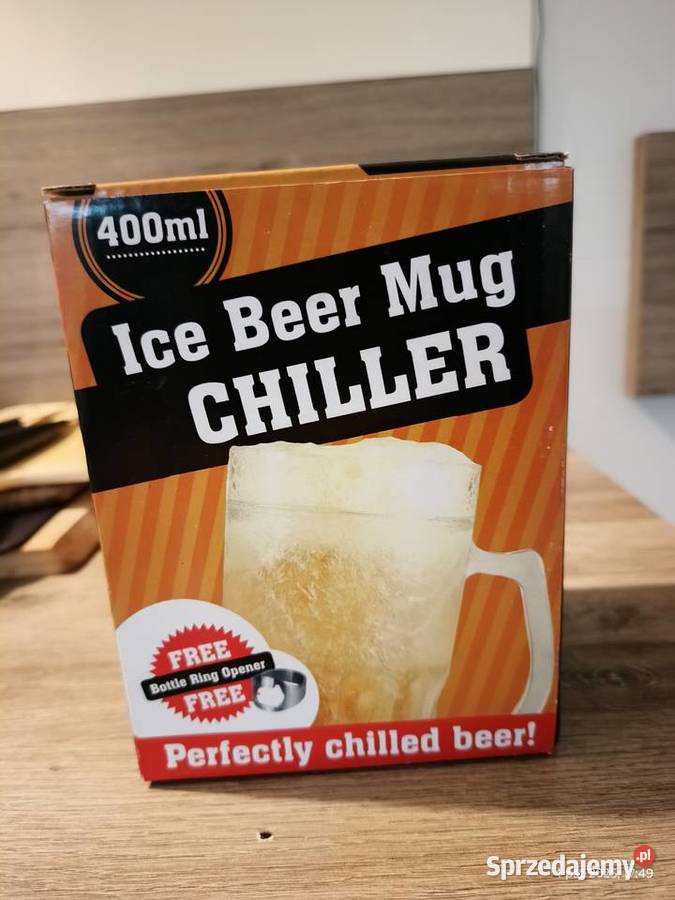 400ml
Ice Beer Mug
CHILLER
FREE
Bottle Ring Opener
FREE
Perfectly chilled beer!
Sprzedajemy.pl